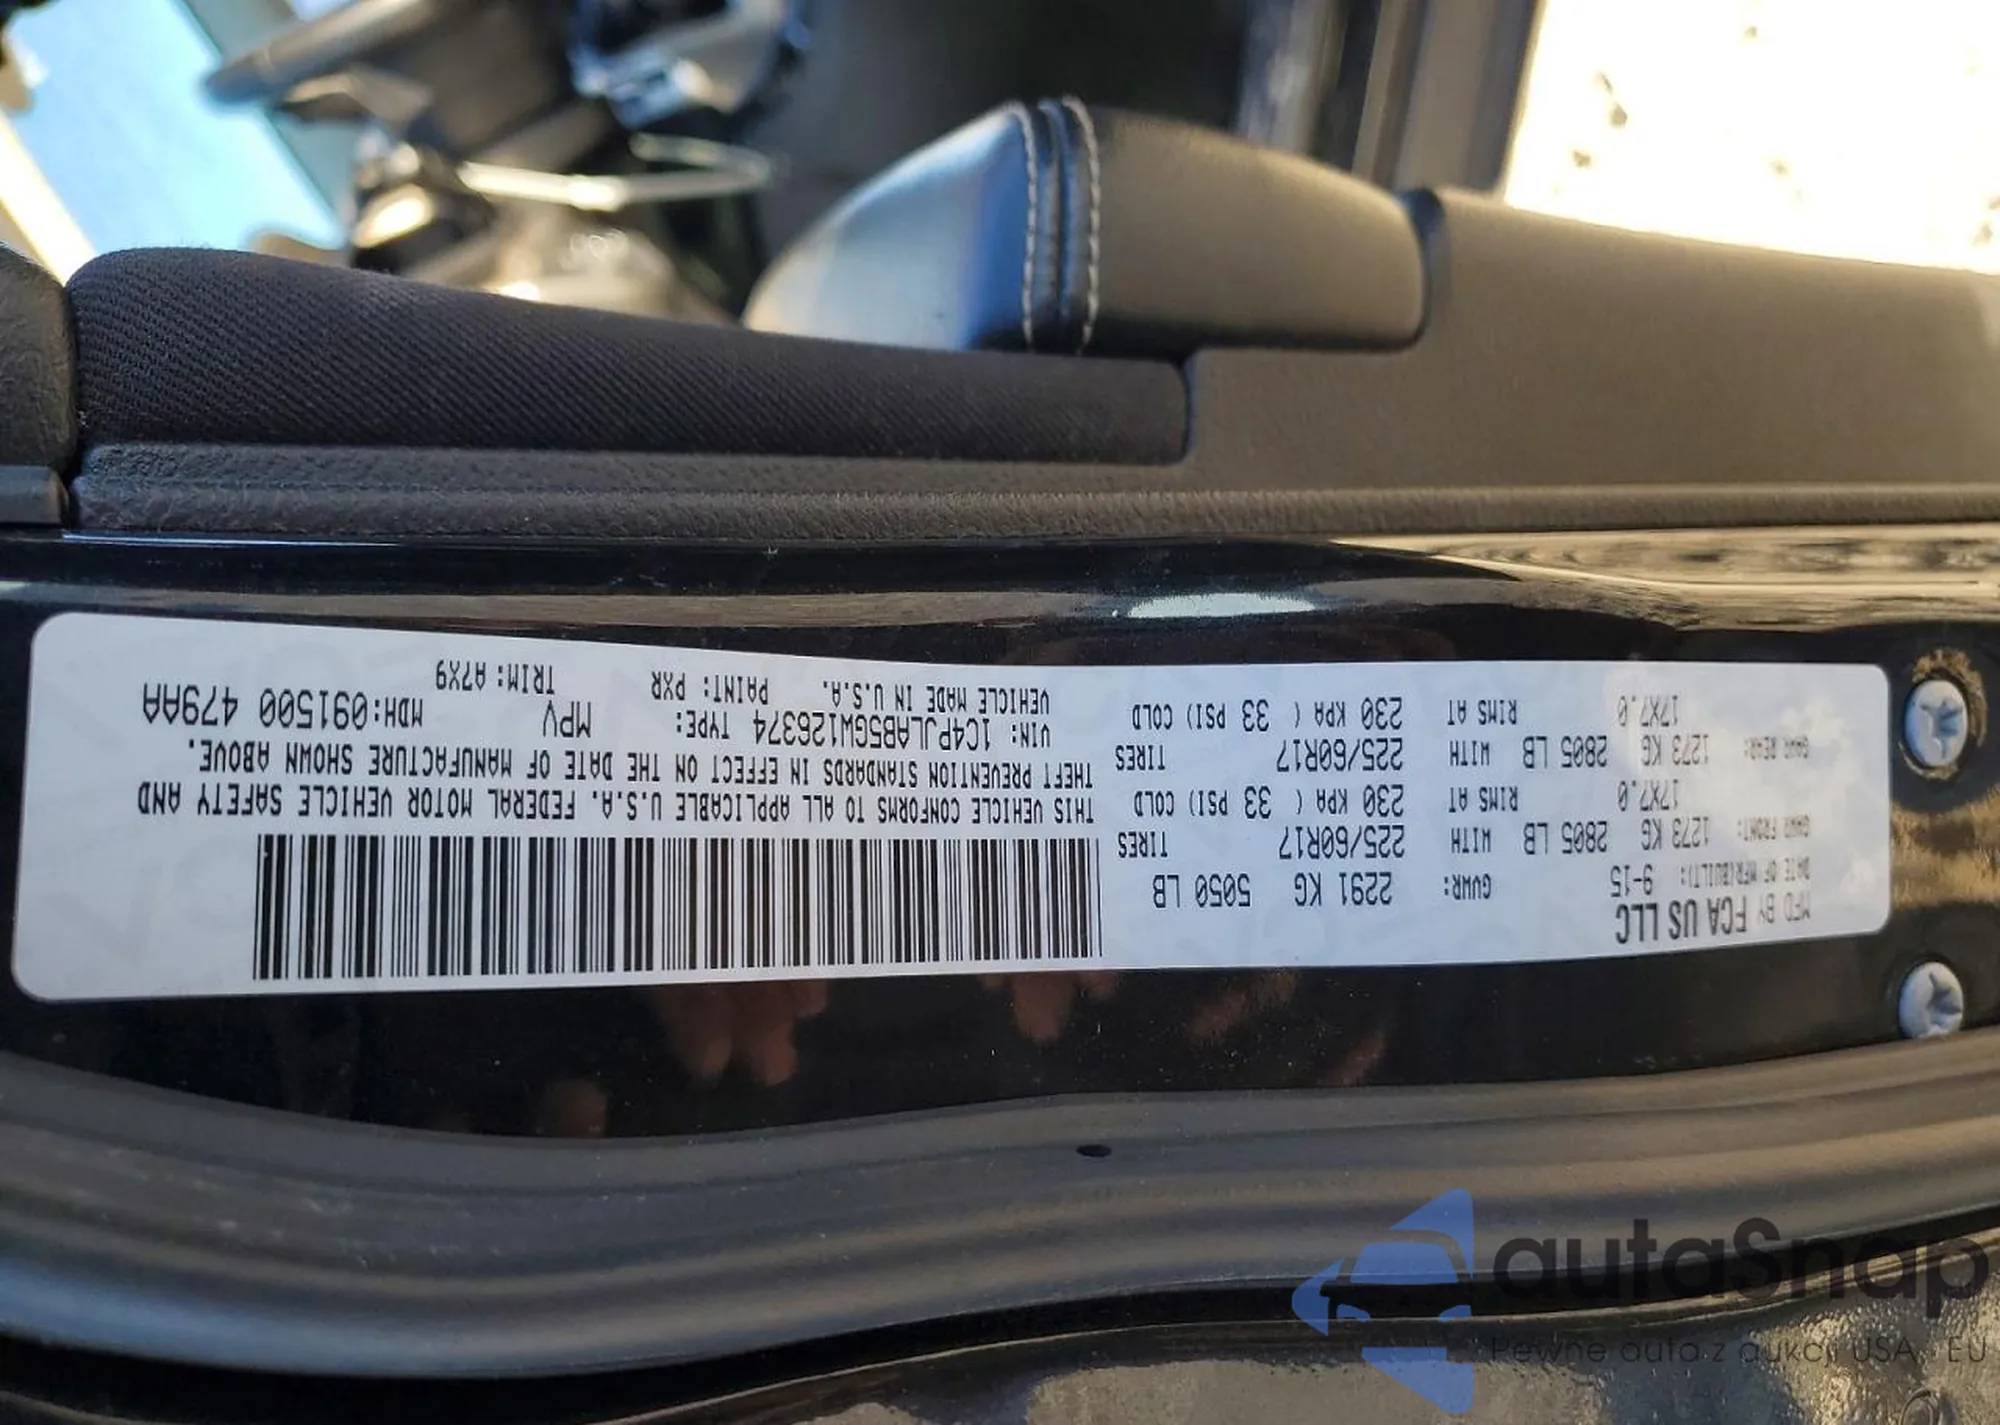 MFD BY FCA US LLC
DATE OF MFR(BUILT): 9-15 GVWR: 2291 KG 5050 LB
GAWR FRONT: 1273 KG 2805 LB WITH 225/60R17 TIRES
17X7.0 RIMS AT 230 KPA ( 33 PSI) COLD
GAWR REAR: 1273 KG 2805 LB WITH 225/60R17 TIRES
17X7.0 RIMS AT 230 KPA ( 33 PSI) COLD
THIS VEHICLE CONFORMS TO ALL APPLICABLE U.S.A. FEDERAL MOTOR VEHICLE SAFETY AND
THEFT PREVENTION STANDARDS IN EFFECT ON THE DATE OF MANUFACTURE SHOWN ABOVE.
VIN: 1C4PJLAB5GW126374 TYPE: MPV MDH:091500 479AA
VEHICLE MADE IN U.S.A. PAINT: PXR TRIM: A7X9
autaSnap
Pewne auta z aukcji USA i EU